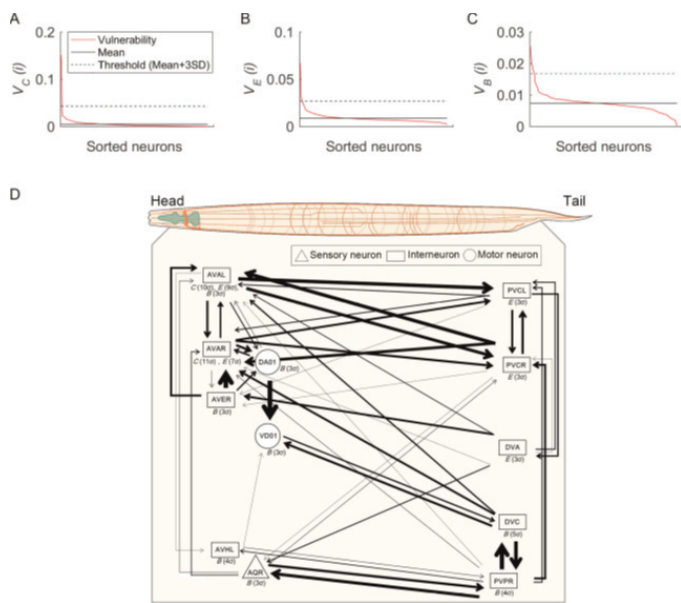 A
0.2
0.1
0
V_C (i)
Vulnerability
Mean
Threshold (Mean+3SD)
Sorted neurons
B
0.1
0.05
0
V_E (i)
Sorted neurons
C
0.03
0.02
0.01
0
V_B (i)
Sorted neurons
D
Head
Tail
Sensory neuron
Interneuron
Motor neuron
AVAL
B (3σ)
PVCL
E (3σ)
AVAR
C (11σ) , E (7σ)
DA01
B (3σ)
PVCR
E (3σ)
AVER
B (3σ)
VD01
B (3σ)
DVA
E (3σ)
DVC
B (5σ)
AVHL
B (4σ)
AQR
B (3σ)
PVPR
B (4σ)